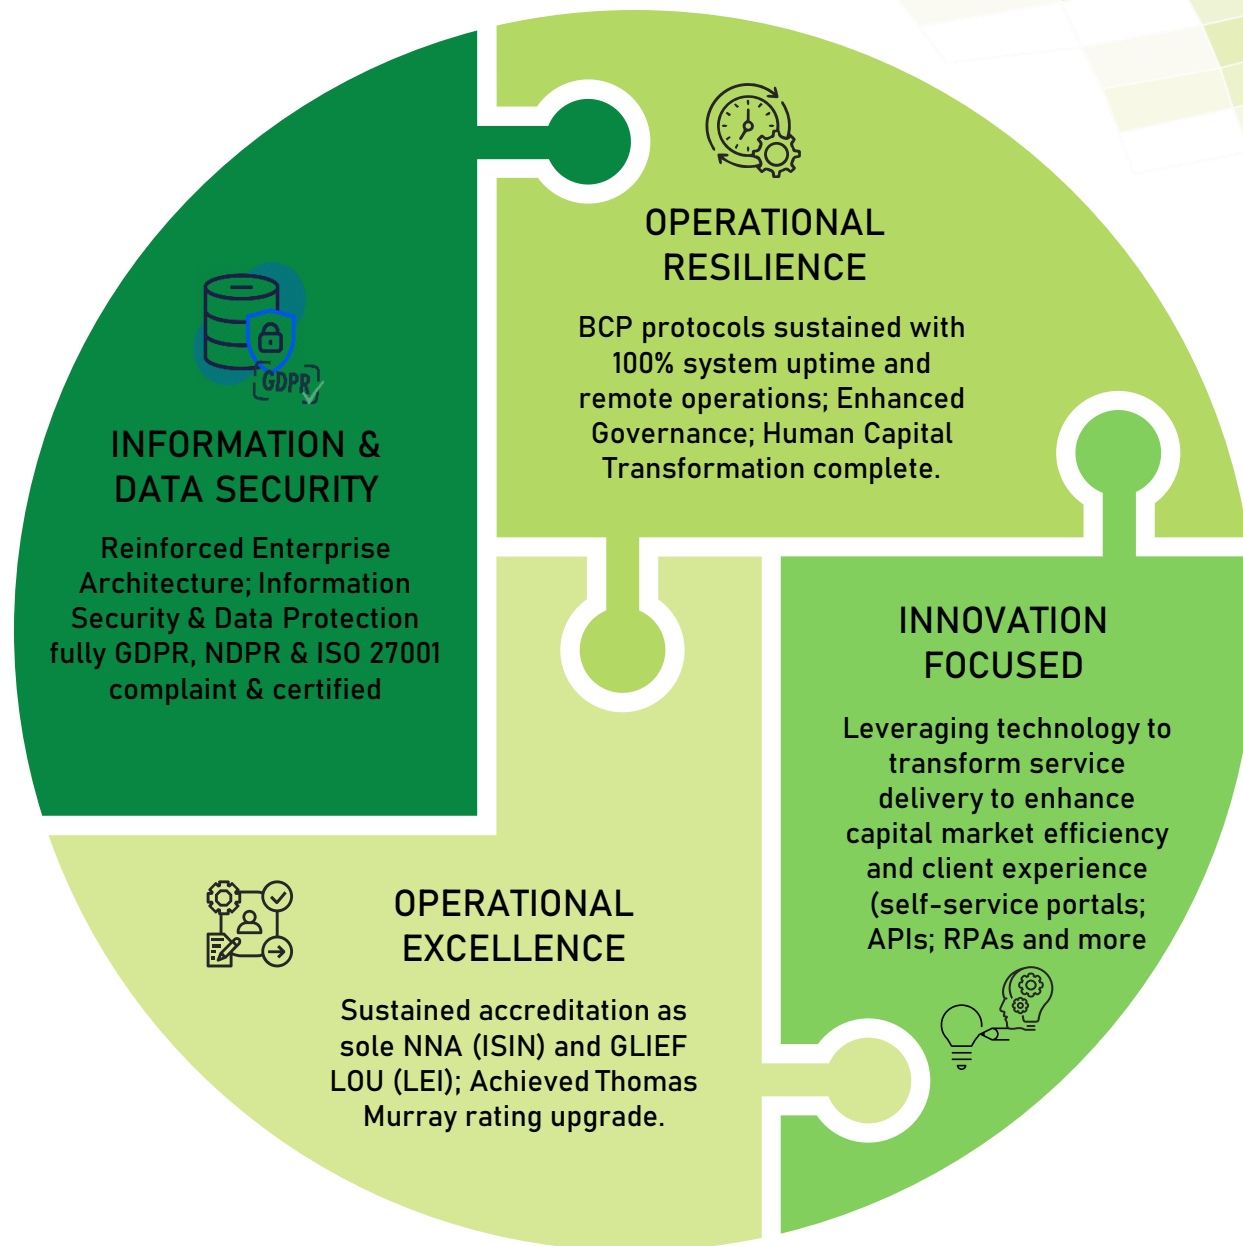 OPERATIONAL
RESILIENCE
BCP protocols sustained with
100% system uptime and
remote operations; Enhanced
Governance; Human Capital
Transformation complete.
GDPR
INFORMATION &
DATA SECURITY
Reinforced Enterprise
Architecture; Information
Security & Data Protection
fully GDPR, NDPR & ISO 27001
complaint & certified
INNOVATION
FOCUSED
Leveraging technology to
transform service
delivery to enhance
capital market efficiency
and client experience
(self-service portals;
APIs; RPAs and more
OPERATIONAL
EXCELLENCE
Sustained accreditation as
sole NNA (ISIN) and GLIEF
LOU (LEI); Achieved Thomas
Murray rating upgrade.